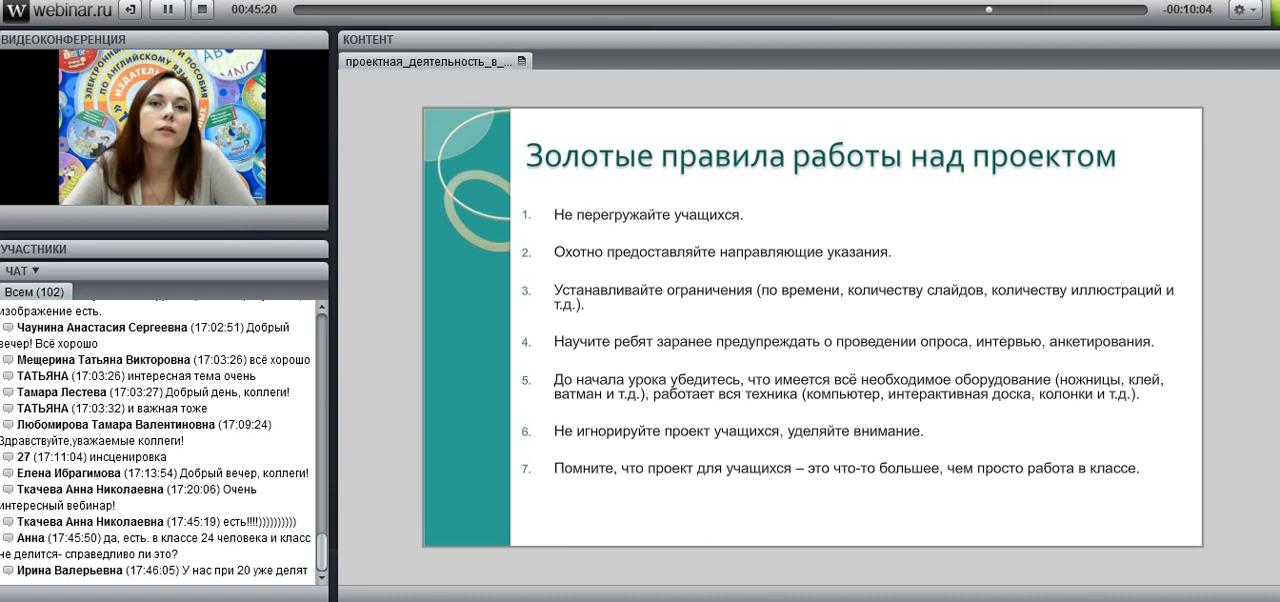 webinar.ru
00:45:20
-00:10:04
ВИДЕОКОНФЕРЕНЦИЯ
ЭЛЕКТРОННЫЕ И ПОСОБИЯ
ПО АНГЛИЙСКОМУ ЯЗЫ
ИЗДАТЕЛЬ
УЧАСТНИКИ
ЧАТ
Всем (102)
изображение есть.
Чаунина Анастасия Сергеевна (17:02:51) Добрый
вечер! Всё хорошо
Мещерина Татьяна Викторовна (17:03:26) всё хорошо
ТАТЬЯНА (17:03:26) интересная тема очень
Тамара Лестева (17:03:27) Добрый день, коллеги!
ТАТЬЯНА (17:03:32) и важная тоже
Любомирова Тамара Валентиновна (17:09:24)
Здравствуйте,уважаемые коллеги!
27 (17:11:04) инсценировка
Елена Ибрагимова (17:13:54) Добрый вечер, коллеги!
Ткачева Анна Николаевна (17:20:06) Очень
интересный вебинар!
Ткачева Анна Николаевна (17:45:19) есть!!!!))))))))))
Анна (17:45:50) да, есть. в классе 24 человека и класс
не делится- справедливо ли это?
Ирина Валерьевна (17:46:05) У нас при 20 уже делят
КОНТЕНТ
проектная_деятельность_в_...
Золотые правила работы над проектом
1. Не перегружайте учащихся.
2. Охотно предоставляйте направляющие указания.
3. Устанавливайте ограничения (по времени, количеству слайдов, количеству иллюстраций и
т.д.).
4. Научите ребят заранее предупреждать о проведении опроса, интервью, анкетирования.
5. До начала урока убедитесь, что имеется всё необходимое оборудование (ножницы, клей,
ватман и т.д.), работает вся техника (компьютер, интерактивная доска, колонки и т.д.).
6. Не игнорируйте проект учащихся, уделяйте внимание.
7. Помните, что проект для учащихся – это что-то большее, чем просто работа в классе.